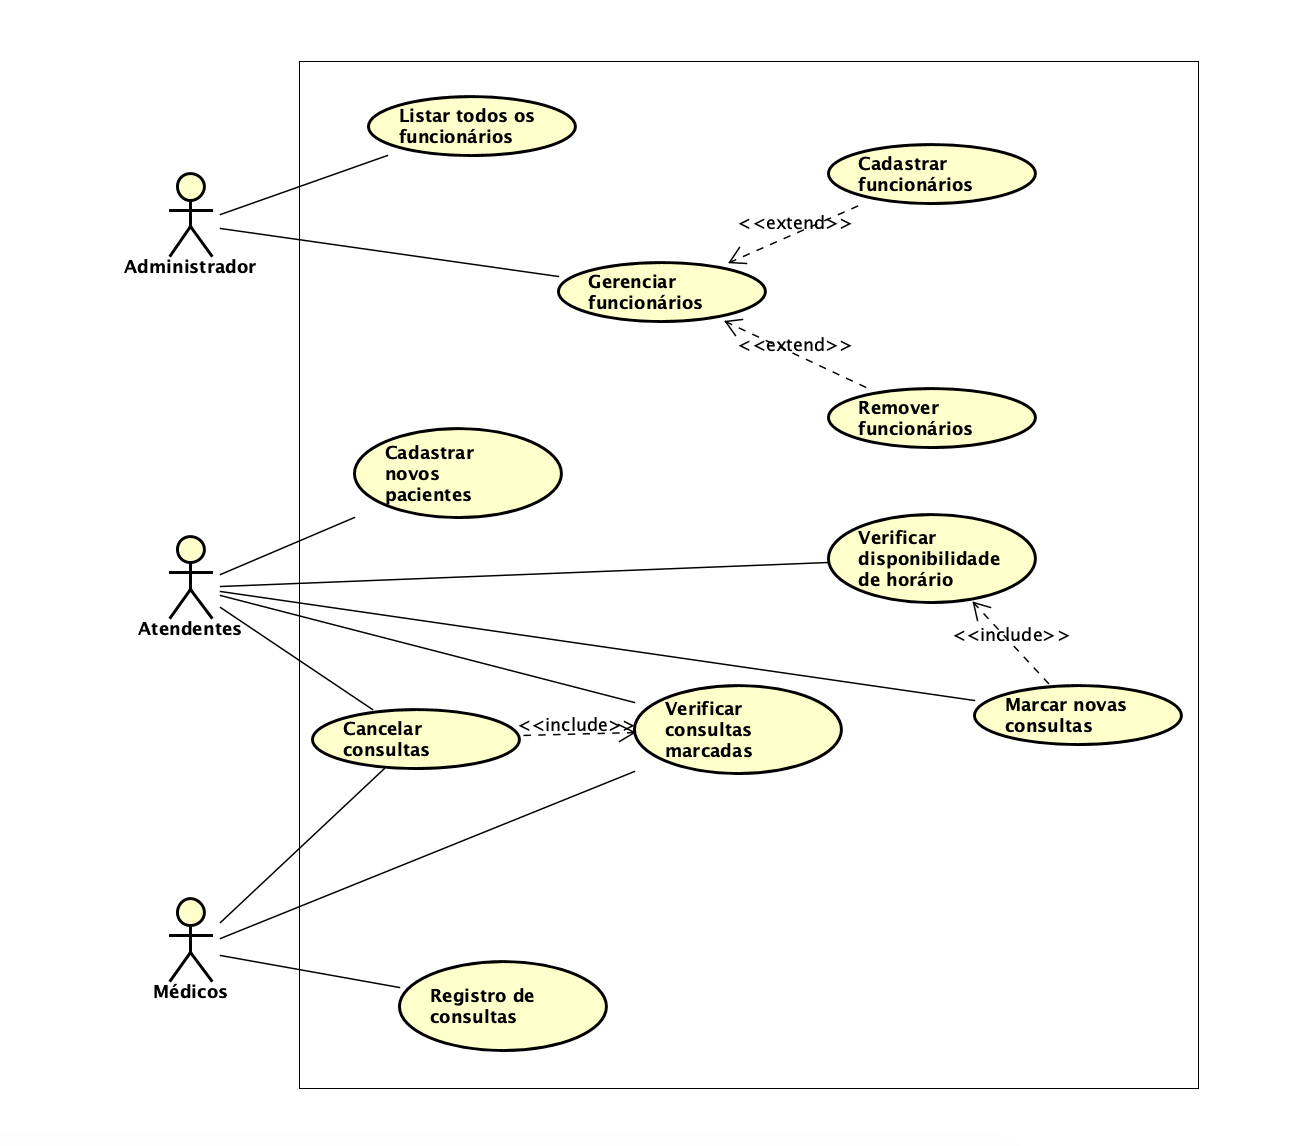 Listar todos os
funcionários
Cadastrar
funcionários
<<extend>>
Administrador
Gerenciar
funcionários
<<extend>>
Remover
funcionários
Cadastrar
novos
pacientes
Verificar
disponibilidade
de horário
Atendentes
<<include>>
Cancelar
consultas
<<include>>
Verificar
consultas
marcadas
Marcar novas
consultas
Médicos
Registro de
consultas